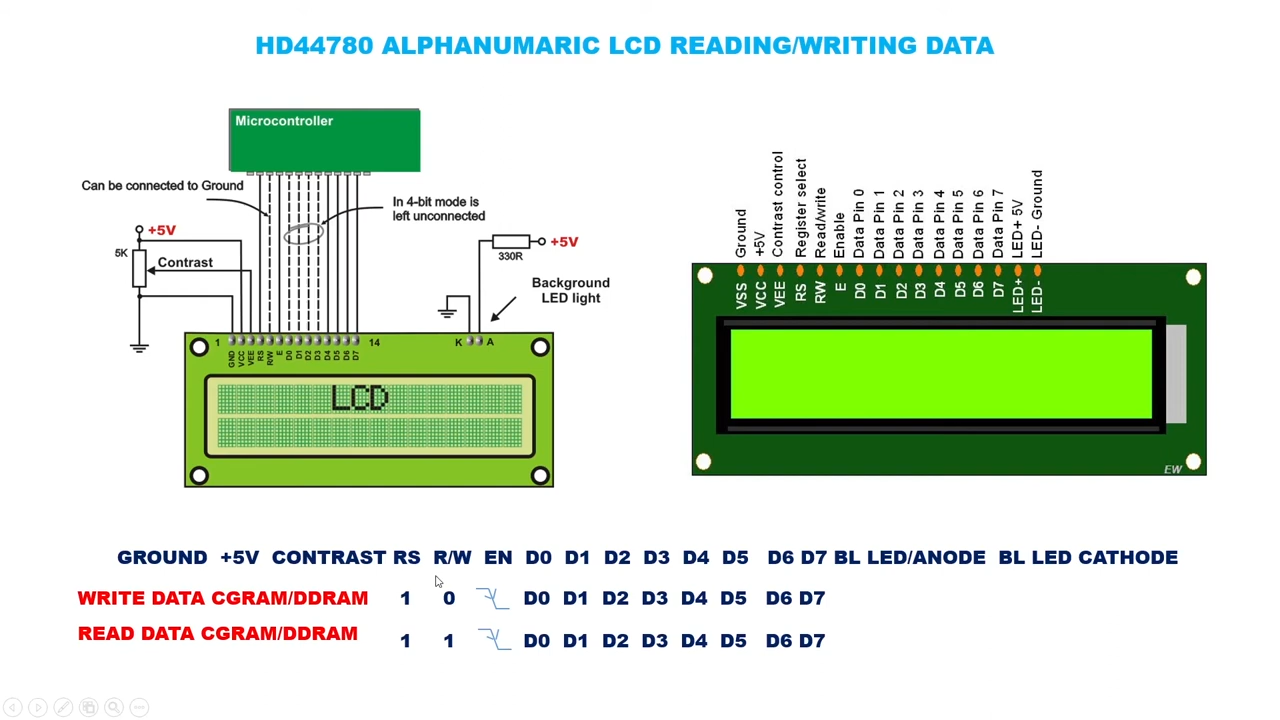 HD44780 ALPHANUMARIC LCD READING/WRITING DATA
Microcontroller
Can be connected to Ground
In 4-bit mode is
left unconnected
+5V
5K
Contrast
+5V
330R
Background
LED light
1
GND
VCC
VEE
RS
R/W
E
D0
D1
D2
D3
D4
D5
D6
D7
14
K
A
LCD
Ground
+5V
Contrast control
Register select
Read/write
Enable
Data Pin 0
Data Pin 1
Data Pin 2
Data Pin 3
Data Pin 4
Data Pin 5
Data Pin 6
Data Pin 7
LED+ 5V
LED- Ground
VSS
VCC
VEE
RS
RW
E
D0
D1
D2
D3
D4
D5
D6
D7
LED+
LED-
EW
GROUND +5V CONTRAST RS R/W EN D0 D1 D2 D3 D4 D5 D6 D7 BL LED/ANODE BL LED CATHODE
WRITE DATA CGRAM/DDRAM 1 0 D0 D1 D2 D3 D4 D5 D6 D7
READ DATA CGRAM/DDRAM 1 1 D0 D1 D2 D3 D4 D5 D6 D7